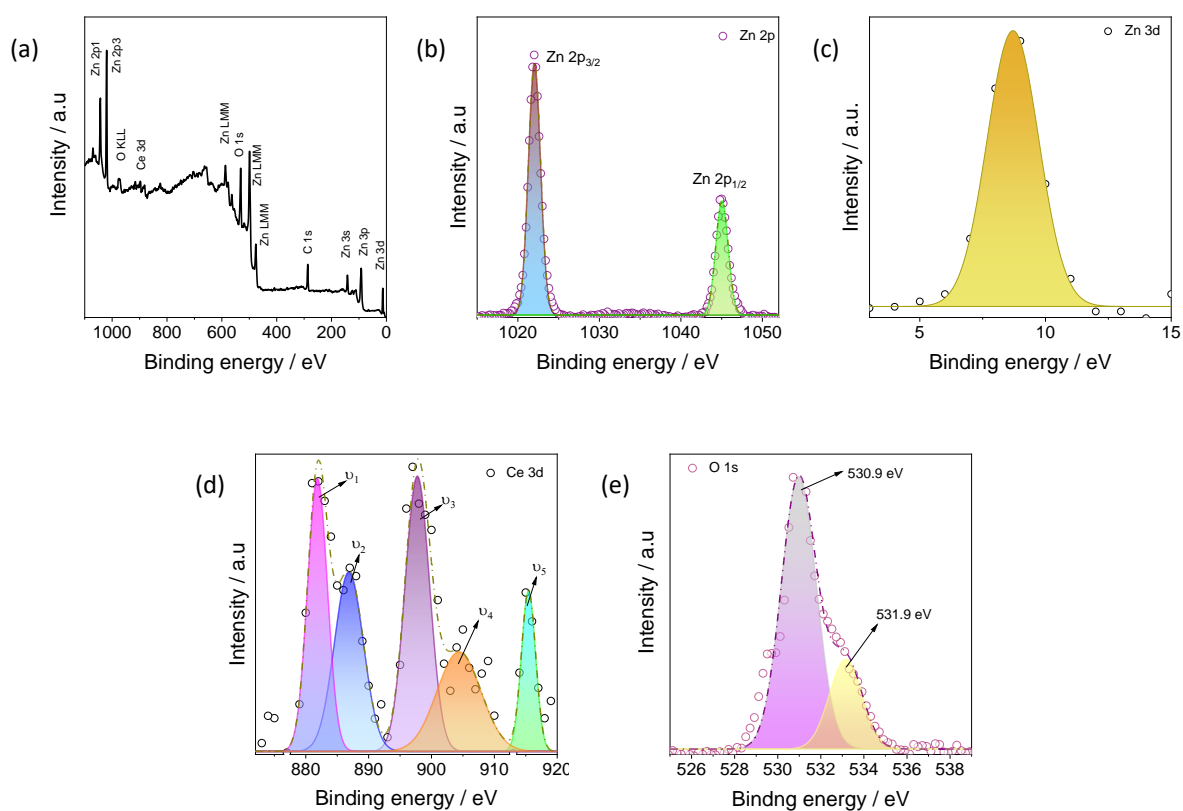 (a)
Zn 2p1
Zn 2p3
O KLL
Ce 3d
Zn LMM
O 1s
Zn LMM
Zn LMM
C 1s
Zn 3s
Zn 3p
Zn 3d
Intensity / a.u
1000 800 600 400 200 0
Binding energy / eV
(b)
Zn 2p
Zn 2p3/2
Zn 2p1/2
Intensity / a.u
1020 1030 1040 1050
Binding energy / eV
(c)
Zn 3d
Intensity / a.u.
5 10 15
Binding energy / eV
(d)
Ce 3d
υ1
υ2
υ3
υ4
υ5
Intensity / a.u
880 890 900 910 920
Binding energy / eV
(e)
O 1s
530.9 eV
531.9 eV
Intensity / a.u
526 528 530 532 534 536 538
Bindng energy / eV